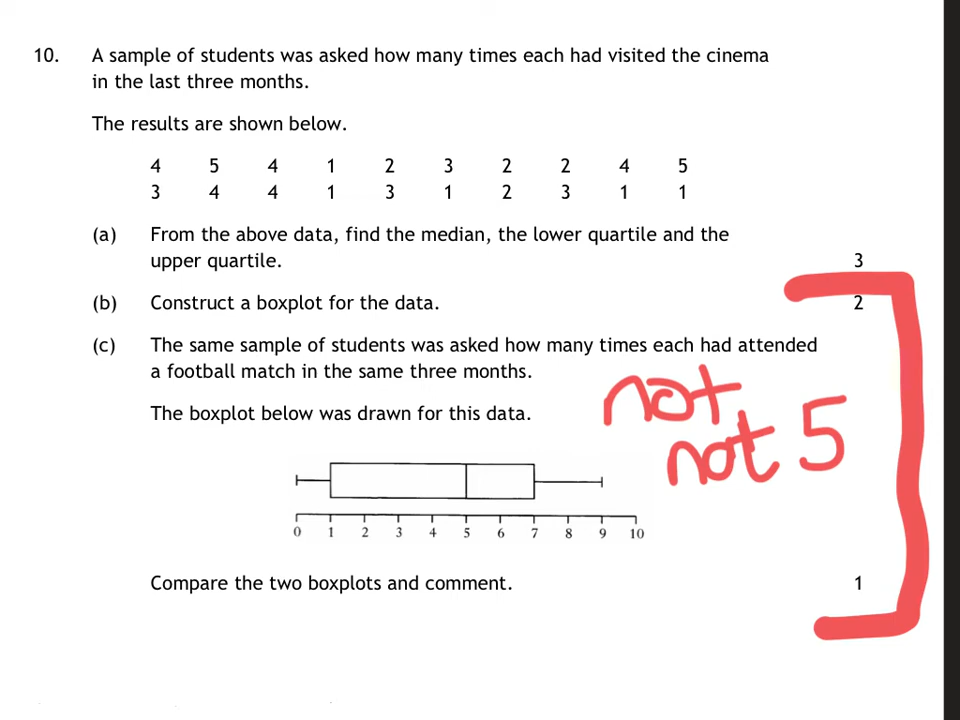 10. A sample of students was asked how many times each had visited the cinema
in the last three months.
The results are shown below.
4 5 4 1 2 3 2 2 4 5
3 4 4 1 3 1 2 3 1 1
(a) From the above data, find the median, the lower quartile and the
upper quartile. 3
(b) Construct a boxplot for the data. 2
(c) The same sample of students was asked how many times each had attended
a football match in the same three months.
not
The boxplot below was drawn for this data.
not 5
0 1 2 3 4 5 6 7 8 9 10
Compare the two boxplots and comment. 1